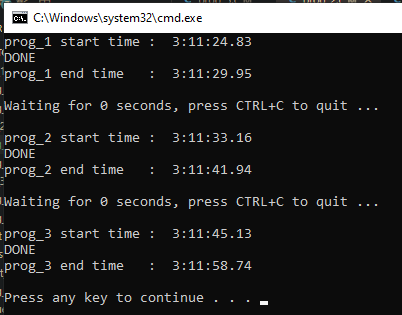 C:\Windows\system32\cmd.exe
prog_1 start time :  3:11:24.83
DONE
prog_1 end time   :  3:11:29.95
Waiting for 0 seconds, press CTRL+C to quit ...
prog_2 start time :  3:11:33.16
DONE
prog_2 end time   :  3:11:41.94
Waiting for 0 seconds, press CTRL+C to quit ...
prog_3 start time :  3:11:45.13
DONE
prog_3 end time   :  3:11:58.74
Press any key to continue . . .